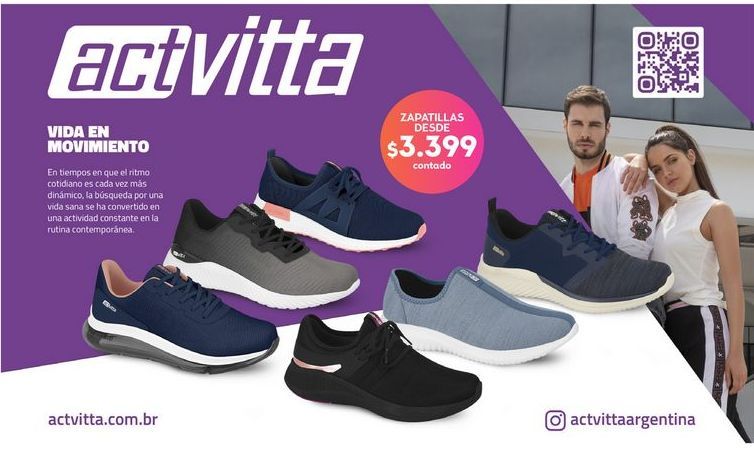 actvitta
VIDA EN
MOVIMIENTO
En tiempos en que el ritmo
cotidiano es cada vez más
dinámico, la búsqueda por una
vida sana se ha convertido en
una actividad constante en la
rutina contemporánea.
ZAPATILLAS
DESDE
$3.399
contado
actvitta.com.br
actvittaargentina